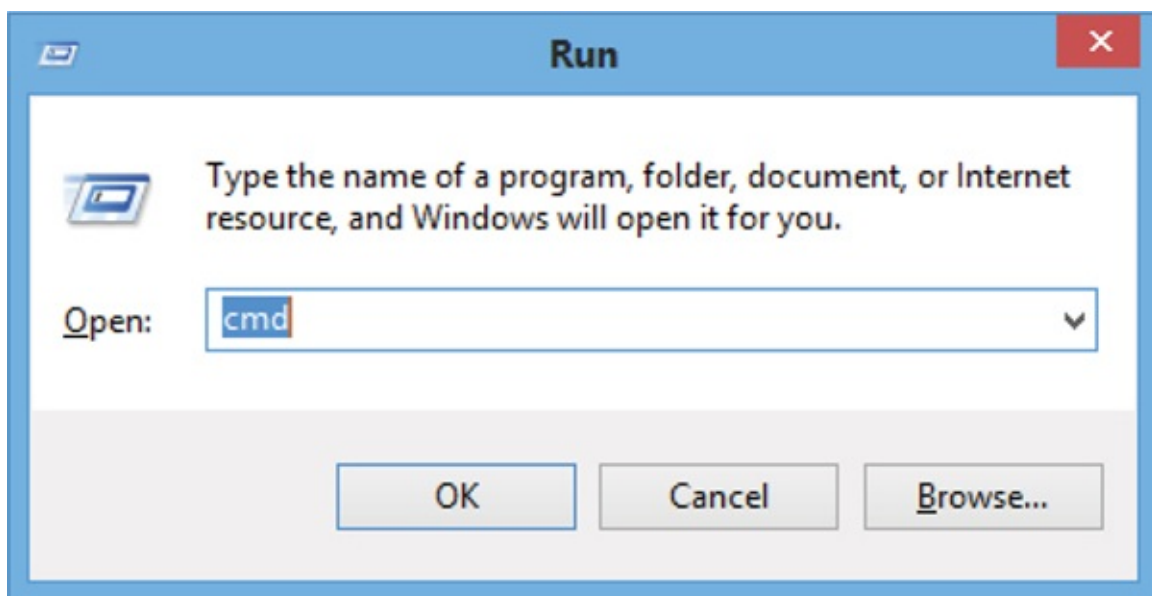 Run
Type the name of a program, folder, document, or Internet
resource, and Windows will open it for you.
Open: cmd
OK Cancel Browse...